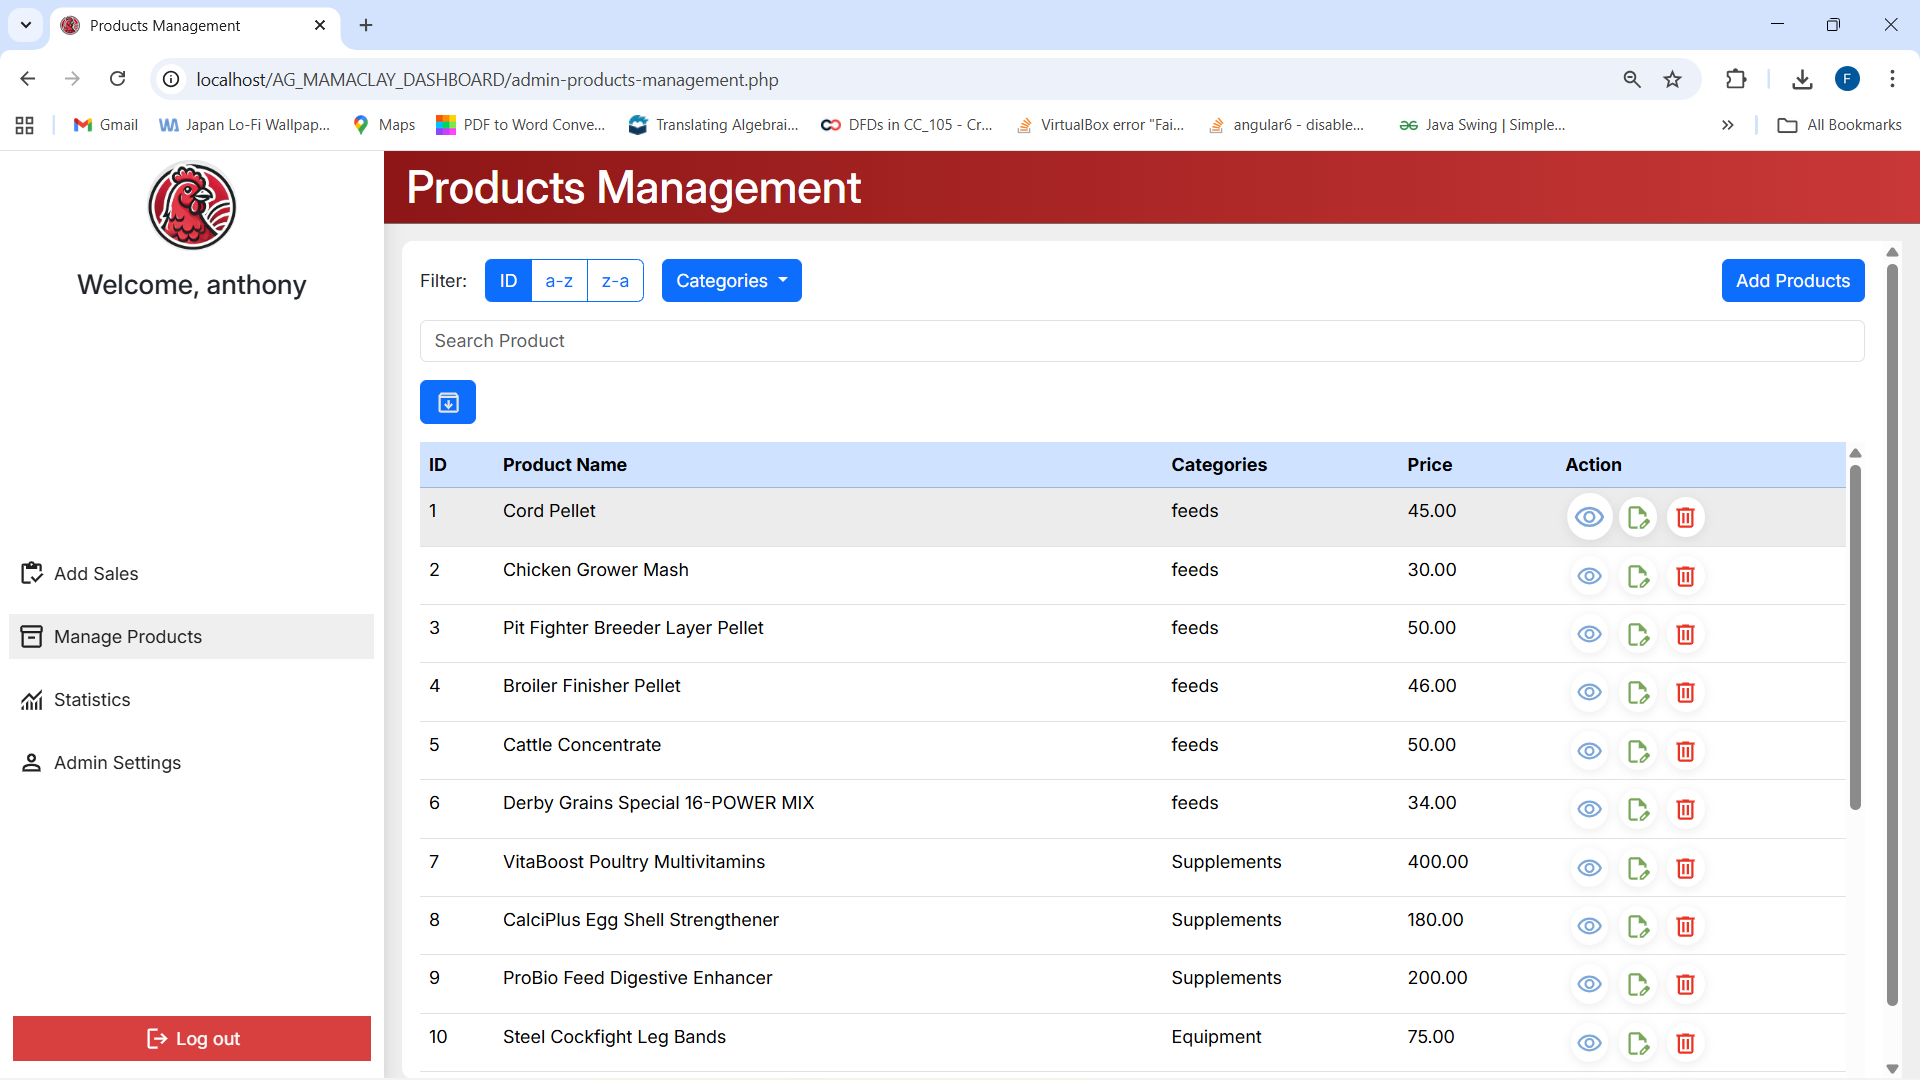 Products Management
localhost/AG_MAMACLAY_DASHBOARD/admin-products-management.php
F
Gmail
Japan Lo-Fi Wallpap...
Maps
PDF to Word Conve...
Translating Algebrai...
DFDs in CC_105 - Cr...
VirtualBox error "Fai...
angular6 - disable...
Java Swing | Simple...
All Bookmarks
Welcome, anthony
Add Sales
Manage Products
Statistics
Admin Settings
Log out
Products Management
Filter: ID a-z z-a Categories Add Products
Search Product
ID Product Name Categories Price Action
1 Cord Pellet feeds 45.00
2 Chicken Grower Mash feeds 30.00
3 Pit Fighter Breeder Layer Pellet feeds 50.00
4 Broiler Finisher Pellet feeds 46.00
5 Cattle Concentrate feeds 50.00
6 Derby Grains Special 16-POWER MIX feeds 34.00
7 VitaBoost Poultry Multivitamins Supplements 400.00
8 CalciPlus Egg Shell Strengthener Supplements 180.00
9 ProBio Feed Digestive Enhancer Supplements 200.00
10 Steel Cockfight Leg Bands Equipment 75.00